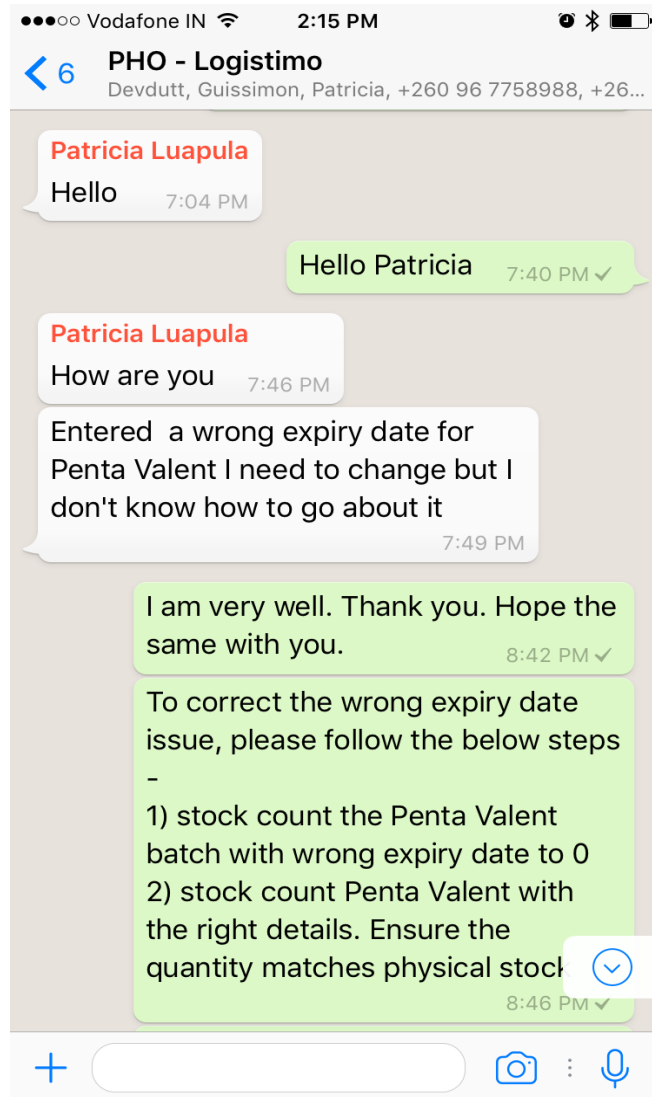 Vodafone IN 2:15 PM
6 PHO - Logistimo
Devdutt, Guissimon, Patricia, +260 96 7758988, +26...
Patricia Luapula
Hello 7:04 PM
Hello Patricia 7:40 PM
Patricia Luapula
How are you 7:46 PM
Entered a wrong expiry date for
Penta Valent I need to change but I
don't know how to go about it
7:49 PM
I am very well. Thank you. Hope the
same with you. 8:42 PM
To correct the wrong expiry date
issue, please follow the below steps
-
1) stock count the Penta Valent
batch with wrong expiry date to 0
2) stock count Penta Valent with
the right details. Ensure the
quantity matches physical stock
8:46 PM